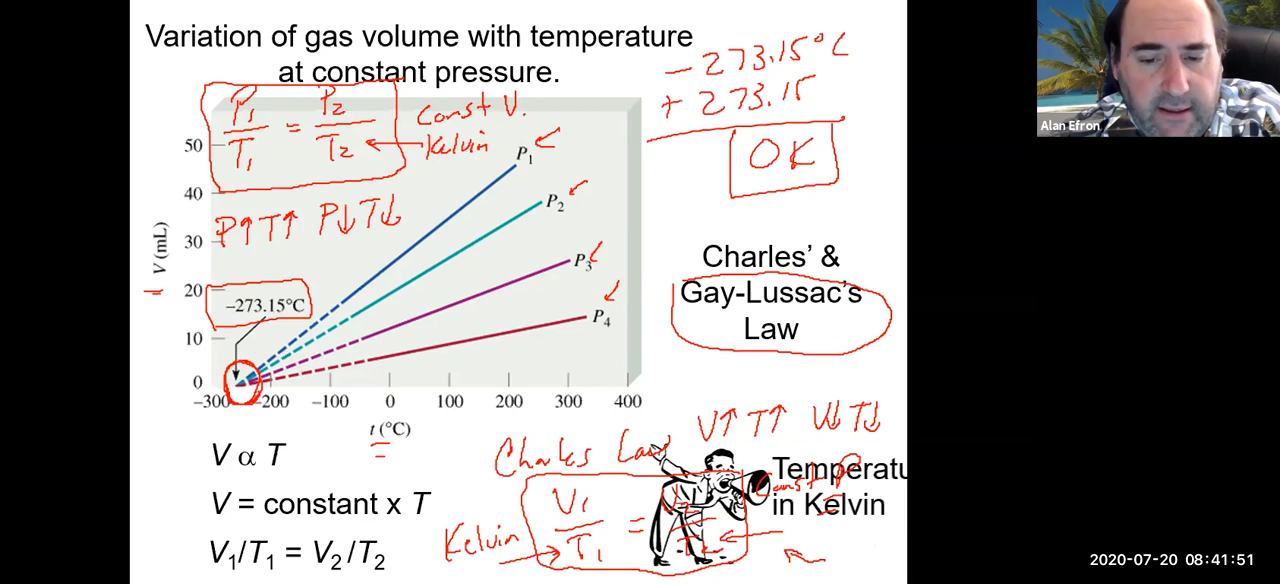 Variation of gas volume with temperature
at constant pressure.
-273.15°C
+ 273.15
OK
Alan Efron
P1/T1 = P2/T2
Const V.
Kelvin
P↑T↑ P↓T↓
V (mL)
50
40
30
20
10
0
-273.15°C
P1
P2
P3
P4
-300 -200 -100 0 100 200 300 400
t (°C)
Charles' &
Gay-Lussac's
Law
V↑ T↑ V↓ T↓
Charles Law
V α T
Temperatu
Const P
in Kelvin
V = constant x T
V1/T1 = V2/T2
Kelvin
V1/T1 = V2/T2
2020-07-20 08:41:51